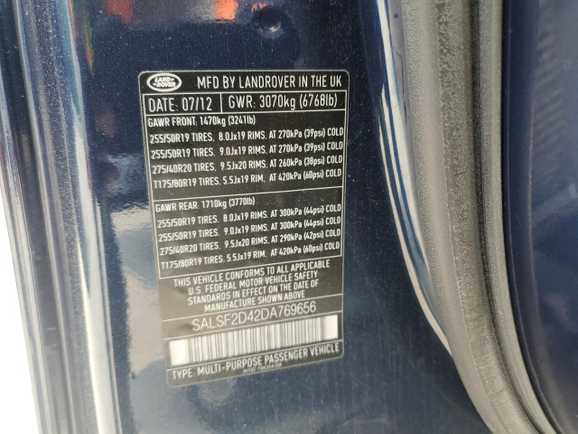 LAND ROVER
MFD BY LANDROVER IN THE UK
DATE: 07/12 GWR: 3070kg (6768lb)
GAWR FRONT: 1470kg (3241lb)
255/50R19 TIRES, 8.0Jx19 RIMS, AT 270kPa (39psi) COLD
255/50R19 TIRES, 9.0Jx19 RIMS, AT 270kPa (39psi) COLD
275/40R20 TIRES, 9.5Jx20 RIMS, AT 260kPa (38psi) COLD
T175/80R19 TIRES, 5.5Jx19 RIM, AT 420kPa (60psi) COLD
GAWR REAR: 1710kg (3770lb)
255/50R19 TIRES, 8.0Jx19 RIMS, AT 300kPa (44psi) COLD
255/50R19 TIRES, 9.0Jx19 RIMS, AT 300kPa (44psi) COLD
275/40R20 TIRES, 9.5Jx20 RIMS, AT 290kPa (42psi) COLD
T175/80R19 TIRES, 5.5Jx19 RIM, AT 420kPa (60psi) COLD
THIS VEHICLE CONFORMS TO ALL APPLICABLE
U.S. FEDERAL MOTOR VEHICLE SAFETY
STANDARDS IN EFFECT ON THE DATE OF
MANUFACTURE SHOWN ABOVE
SALSF2D42DA769656
TYPE: MULTI-PURPOSE PASSENGER VEHICLE